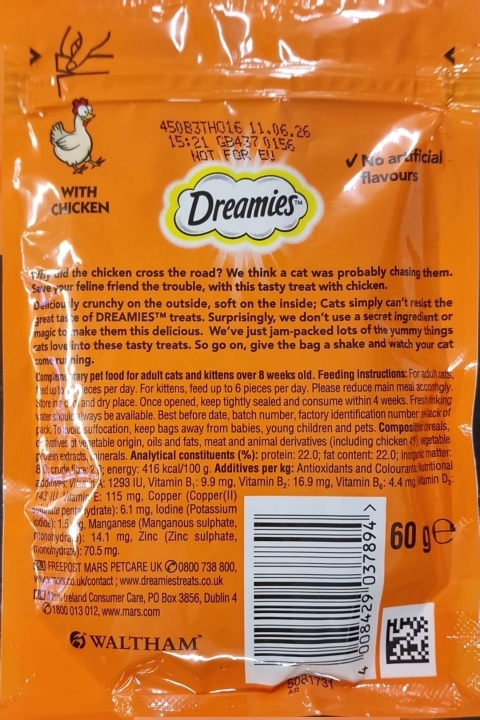 450B3TH016 11.06.26
15:21 GB437 0156
NOT FOR EU
✓ No artificial
flavours
WITH
CHICKEN
Dreamies™
Why did the chicken cross the road? We think a cat was probably chasing them.
Save your feline friend the trouble, with this tasty treat with chicken.
Deliciously crunchy on the outside, soft on the inside; Cats simply can't resist the
great taste of DREAMIES™ treats. Surprisingly, we don't use a secret ingredient or
magic to make them this delicious. We've just jam-packed lots of the yummy things
cats love into these tasty treats. So go on, give the bag a shake and watch your cat
come running.
Complementary pet food for adult cats and kittens over 8 weeks old. Feeding instructions: For adult cats,
feed up to pieces per day. For kittens, feed up to 6 pieces per day. Please reduce main meal accordingly.
Store in a and dry place. Once opened, keep tightly sealed and consume within 4 weeks. Fresh drinking
water should always be available. Best before date, batch number, factory identification number: see back of
pack. To avoid suffocation, keep bags away from babies, young children and pets. Composition: cereals,
derivatives of vegetable origin, oils and fats, meat and animal derivatives (including chicken 4%), vegetable
protein extracts, minerals. Analytical constituents (%): protein: 22.0; fat content: 22.0; inorganic matter:
8; crude fibre: energy: 416 kcal/100 g. Additives per kg: Antioxidants and Colourants. Nutritional
additives: Vitamin A: 1293 IU, Vitamin B₁: 9.9 mg, Vitamin B₂: 16.9 mg, Vitamin B₆: 4.4 mg, Vitamin D₃:
143 IU, Vitamin E: 115 mg, Copper (Copper(II)
sulphate pentahydrate): 6.1 mg, Iodine (Potassium
iodide): 1.5 mg, Manganese (Manganous sulphate,
monohydrate): 14.1 mg, Zinc (Zinc sulphate,
monohydrate): 70.5 mg.
FREEPOST MARS PETCARE UK 0800 738 800,
www.mars.co.uk/contact ; www.dreamiestreats.co.uk
Mars Ireland Consumer Care, PO Box 3856, Dublin 4
1800 013 012, www.mars.com
60 g e
4 008429 037894 >
WALTHAM™
5081731
AP